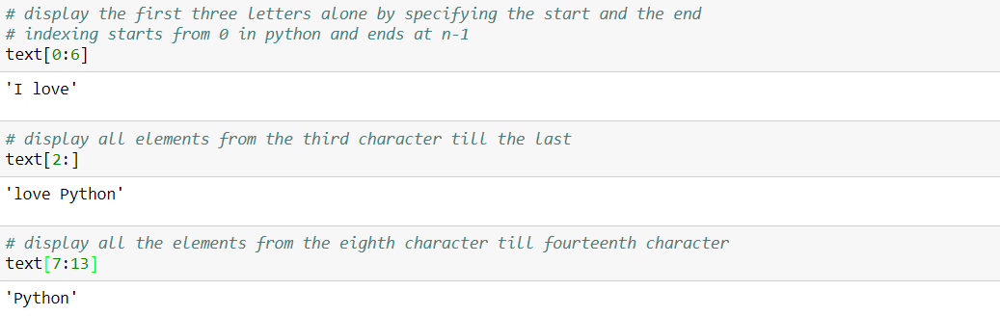 # display the first three letters alone by specifying the start and the end
# indexing starts from 0 in python and ends at n-1
text[0:6]
'I love'
# display all elements from the third character till the last
text[2:]
'love Python'
# display all the elements from the eighth character till fourteenth character
text[7:13]
'Python'